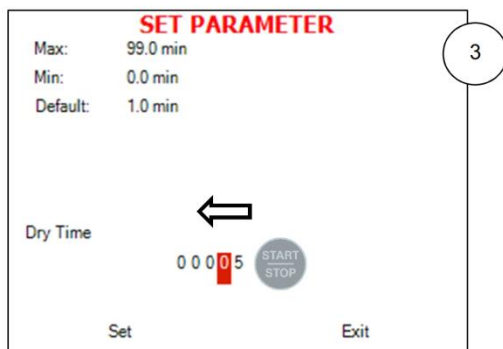 SET PARAMETER
3
Max: 99.0 min
Min: 0.0 min
Default: 1.0 min
Dry Time
0 0 0 0 5
START
STOP
Set Exit